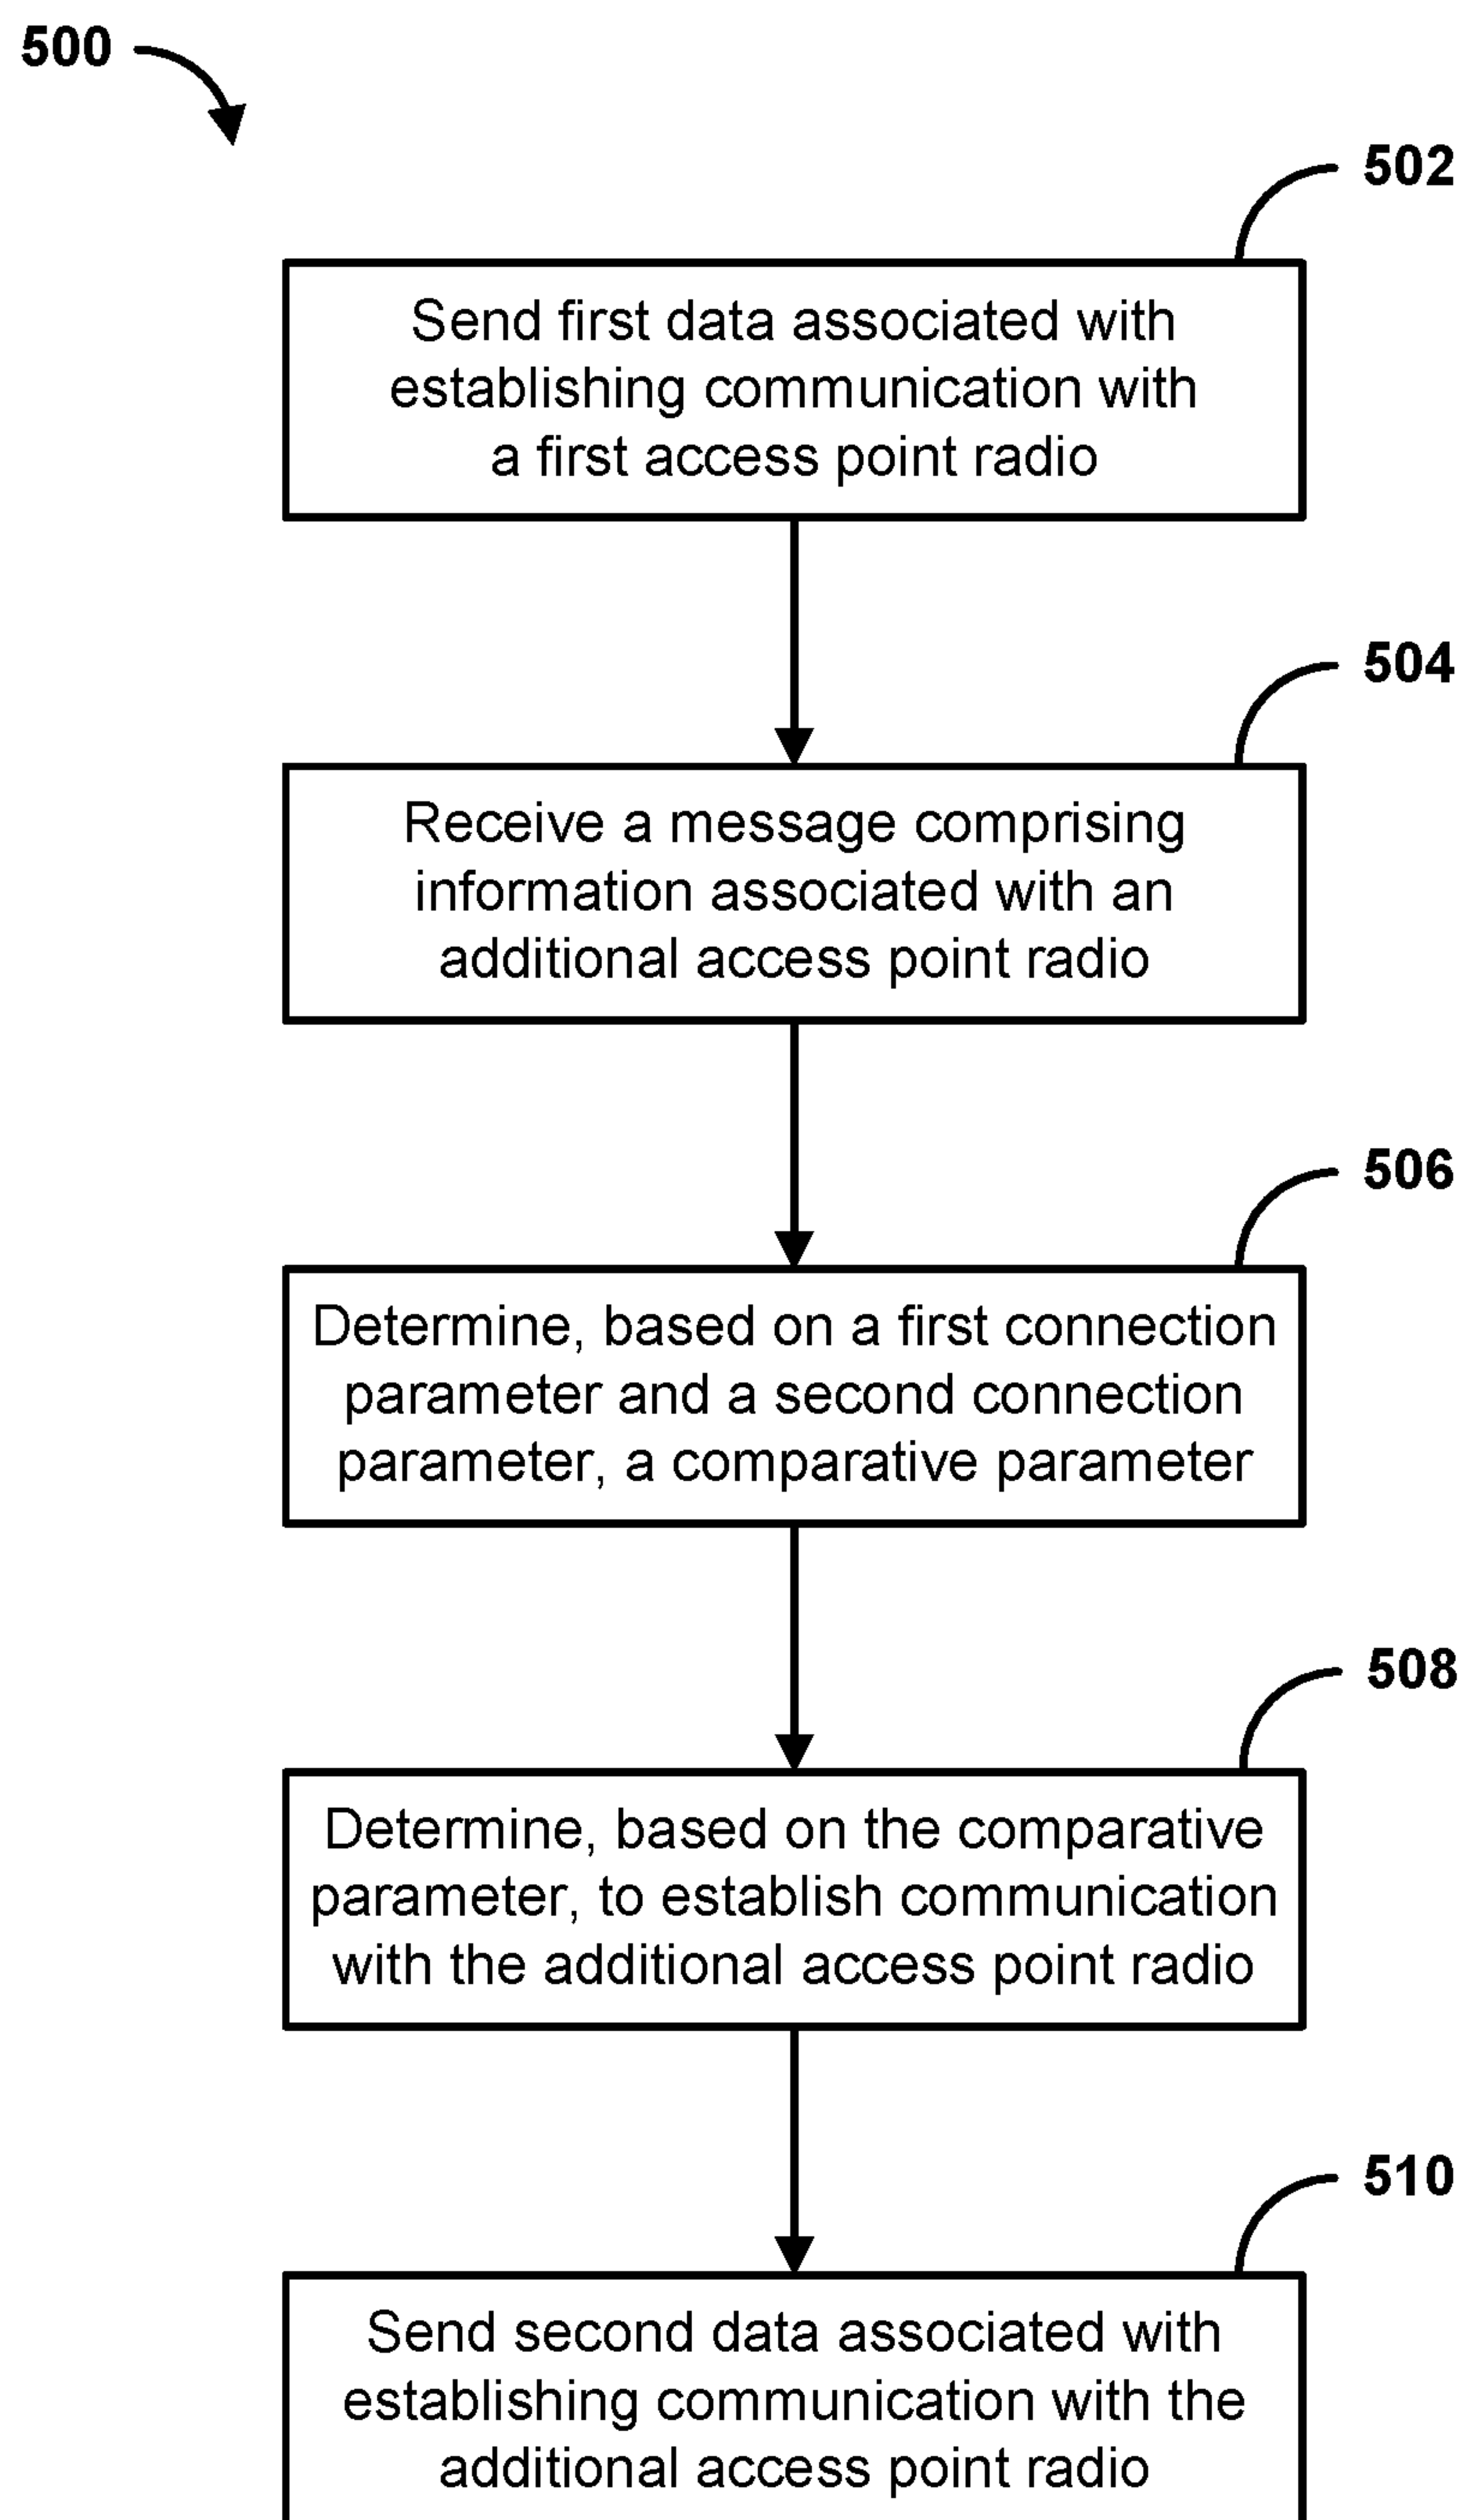 500
502
Send first data associated with
establishing communication with
a first access point radio
504
Receive a message comprising
information associated with an
additional access point radio
506
Determine, based on a first connection
parameter and a second connection
parameter, a comparative parameter
508
Determine, based on the comparative
parameter, to establish communication
with the additional access point radio
510
Send second data associated with
establishing communication with the
additional access point radio